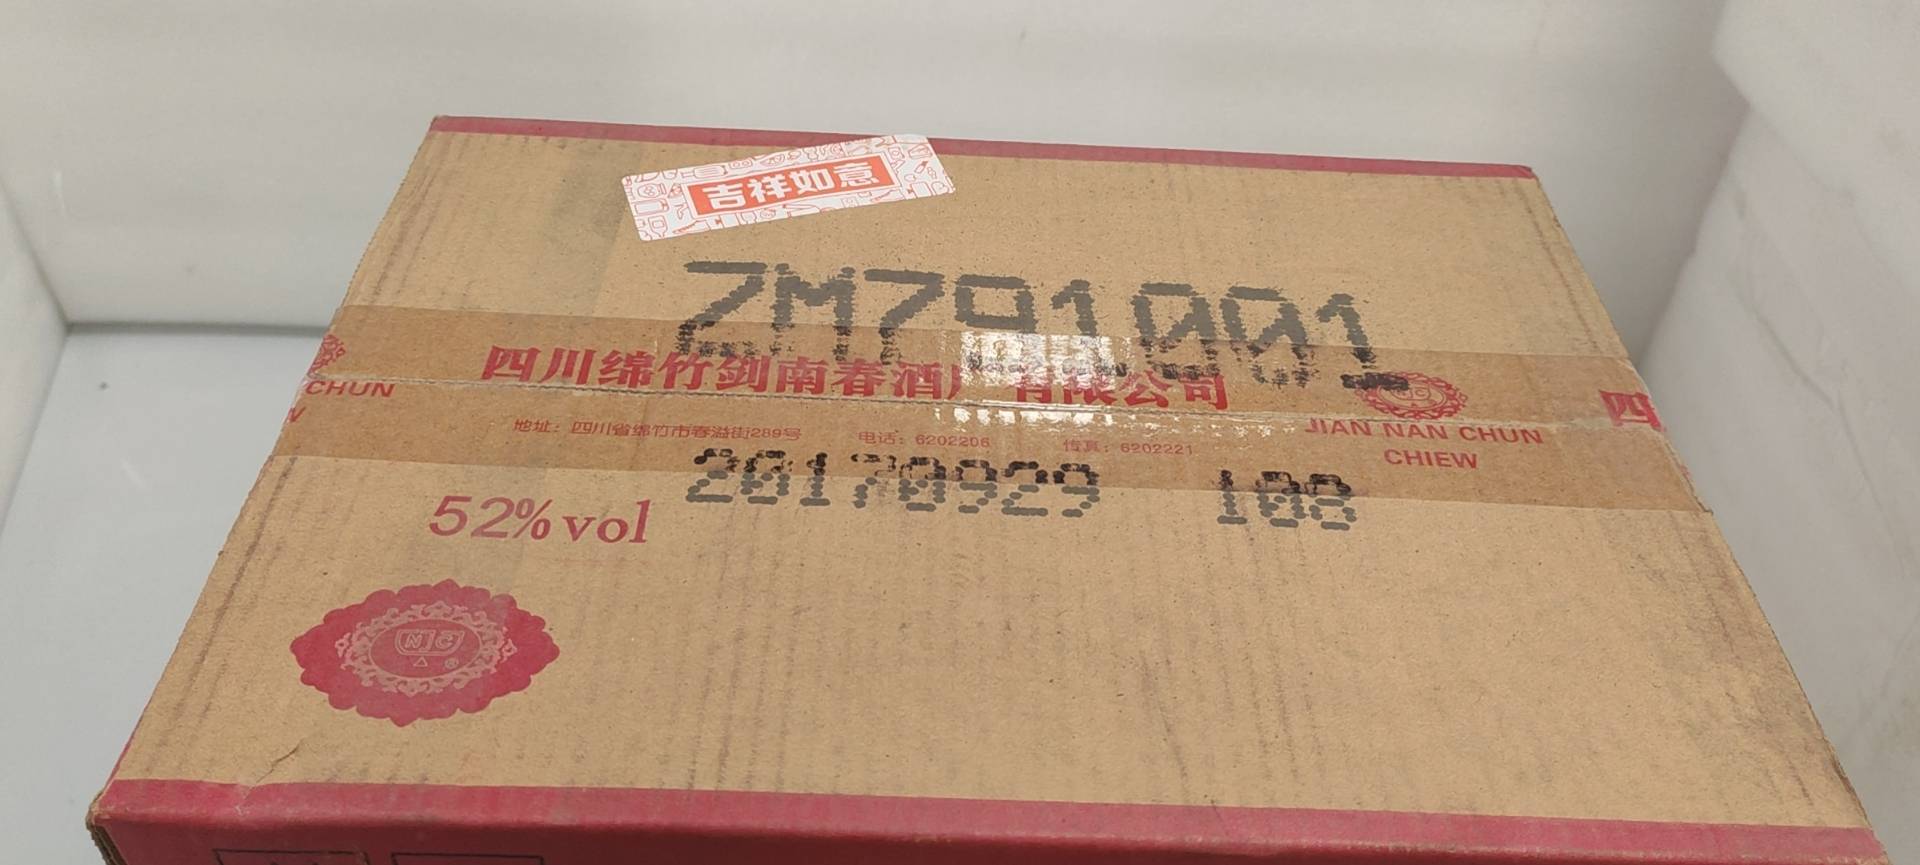 吉祥如意
ZM791001
四川绵竹剑南春酒厂有限公司
四
CHUN
JIAN NAN CHUN
CHIEW
地址：四川省绵竹市春溢街289号 电话：6202206 传真：6202221
20170929 108
52%vol
NJC